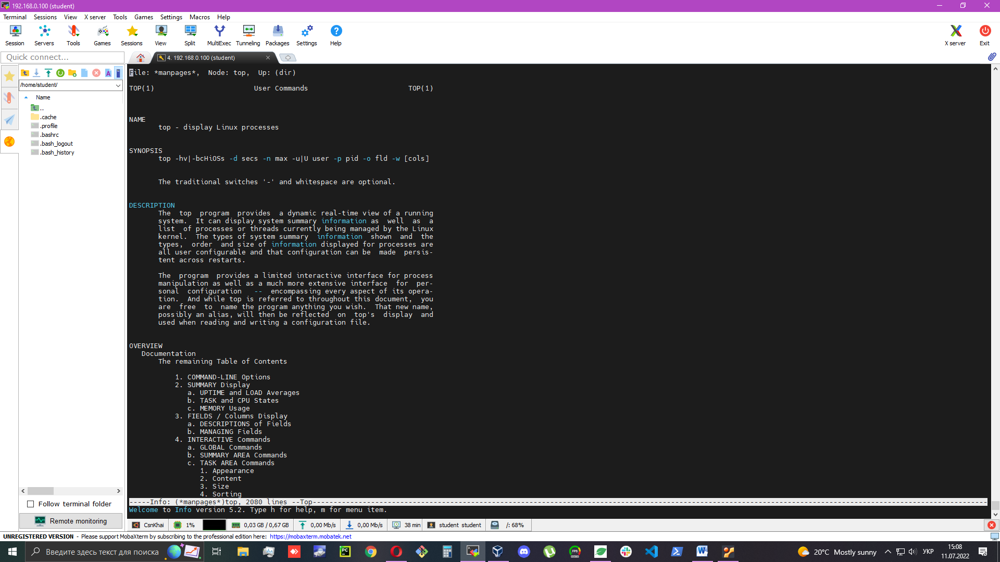 192.168.0.100 (student)
Terminal Sessions View X server Tools Games Settings Macros Help
Session Servers Tools Games Sessions View Split MultiExec Tunneling Packages Settings Help X server Exit
Quick connect...
4. 192.168.0.100 (student)
/home/student/
Name
..
.cache
.profile
.bashrc
.bash_logout
.bash_history
Follow terminal folder
Remote monitoring
File: *manpages*,  Node: top,  Up: (dir)
TOP(1) User Commands TOP(1)
NAME
top - display Linux processes
SYNOPSIS
top -hv|-bcHiOSs -d secs -n max -u|U user -p pid -o fld -w [cols]
The traditional switches '-' and whitespace are optional.
DESCRIPTION
The  top  program  provides  a dynamic real-time view of a running
system.  It can display system summary information as  well  as  a
list  of processes or threads currently being managed by the Linux
kernel.  The types of system summary  information  shown  and  the
types,  order  and size of information displayed for processes are
all user configurable and that configuration can be  made  persis-
tent across restarts.
The  program  provides a limited interactive interface for process
manipulation as well as a much more extensive interface  for  per-
sonal  configuration   --  encompassing every aspect of its opera-
tion.  And while top is referred to throughout this document,  you
are  free  to  name the program anything you wish.  That new name,
possibly an alias, will then be reflected  on  top's  display  and
used when reading and writing a configuration file.
OVERVIEW
Documentation
The remaining Table of Contents
1. COMMAND-LINE Options
2. SUMMARY Display
a. UPTIME and LOAD Averages
b. TASK and CPU States
c. MEMORY Usage
3. FIELDS / Columns Display
a. DESCRIPTIONS of Fields
b. MANAGING Fields
4. INTERACTIVE Commands
a. GLOBAL Commands
b. SUMMARY AREA Commands
c. TASK AREA Commands
1. Appearance
2. Content
3. Size
4. Sorting
-----Info: (*manpages*)top, 2080 lines --Top-----
Welcome to Info version 5.2. Type h for help, m for menu item.
CsnKhai 1% 0,03 GB / 0,67 GB 0,00 Mb/s 0,00 Mb/s 38 min student student /: 68%
UNREGISTERED VERSION - Please support MobaXterm by subscribing to the professional edition here: https://mobaxterm.mobatek.net
Введите здесь текст для поиска
20°C Mostly sunny
УКР
15:08
11.07.2022